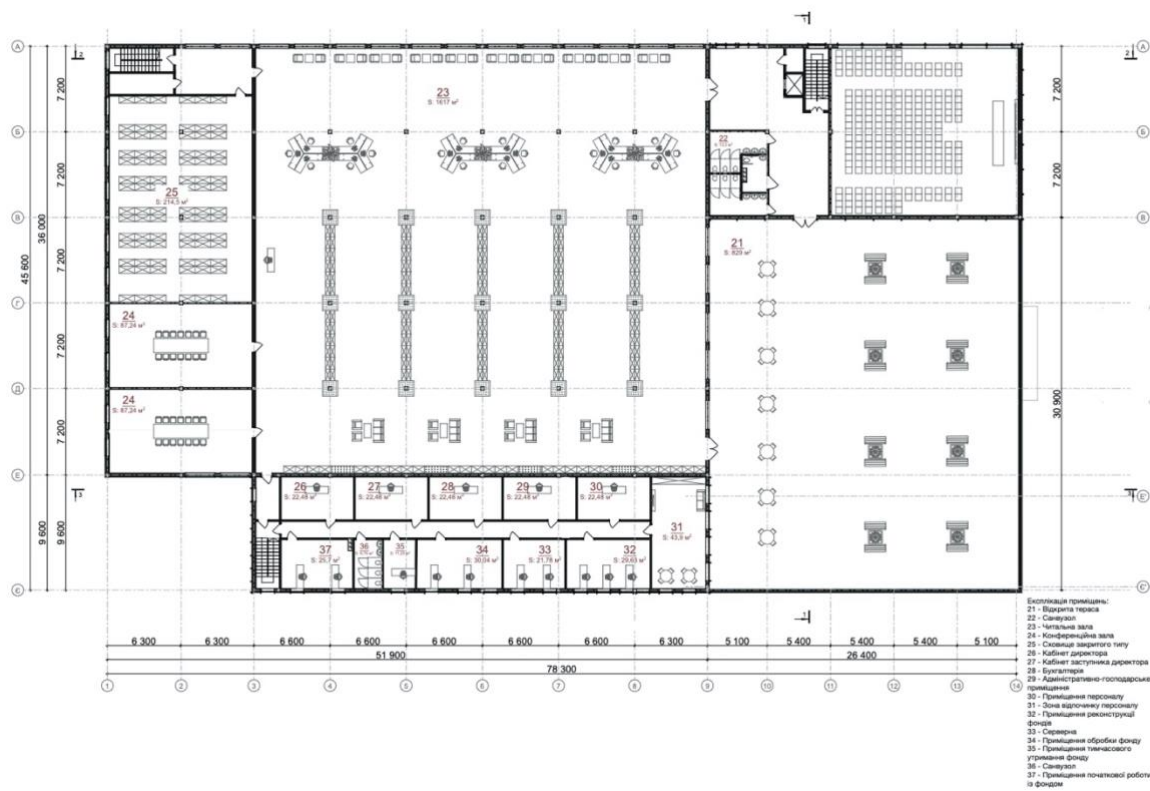 1
2
2
А
А
7 200
7 200
23
S: 1617 м²
Б
Б
22
7 200
7 200
25
S: 214,5 м²
В
В
36 000
45 600
7 200
21
S: 829 м²
Г
24
S: 67,24 м²
7 200
Д
24
S: 67,24 м²
7 200
30 900
Е
3
26
S: 22,48 м²
27
S: 22,48 м²
28
S: 22,48 м²
29
S: 22,48 м²
30
S: 22,48 м²
Е'
31
S: 43,9 м²
9 600
9 600
37
S: 25,7 м²
36
35
34
S: 30,04 м²
33
S: 21,78 м²
32
S: 29,63 м²
Є
Є'
1
6 300
6 300
6 600
6 600
6 600
6 600
6 600
6 300
5 100
5 400
5 400
5 400
5 100
51 900
26 400
78 300
1
2
3
4
5
6
7
8
9
10
11
12
13
14
Експлікація приміщень:
21 - Відкрита тераса
22 - Санвузол
23 - Читальна зала
24 - Конференційна зала
25 - Сховище закритого типу
26 - Кабінет директора
27 - Кабінет заступника директора
28 - Бухгалтерія
29 - Адміністративно-господарське
приміщення
30 - Приміщення персоналу
31 - Зона відпочинку персоналу
32 - Приміщення реконструкції
фондів
33 - Серверна
34 - Приміщення обробки фонду
35 - Приміщення тимчасового
утримання фонду
36 - Санвузол
37 - Приміщення початкової роботи
із фондом